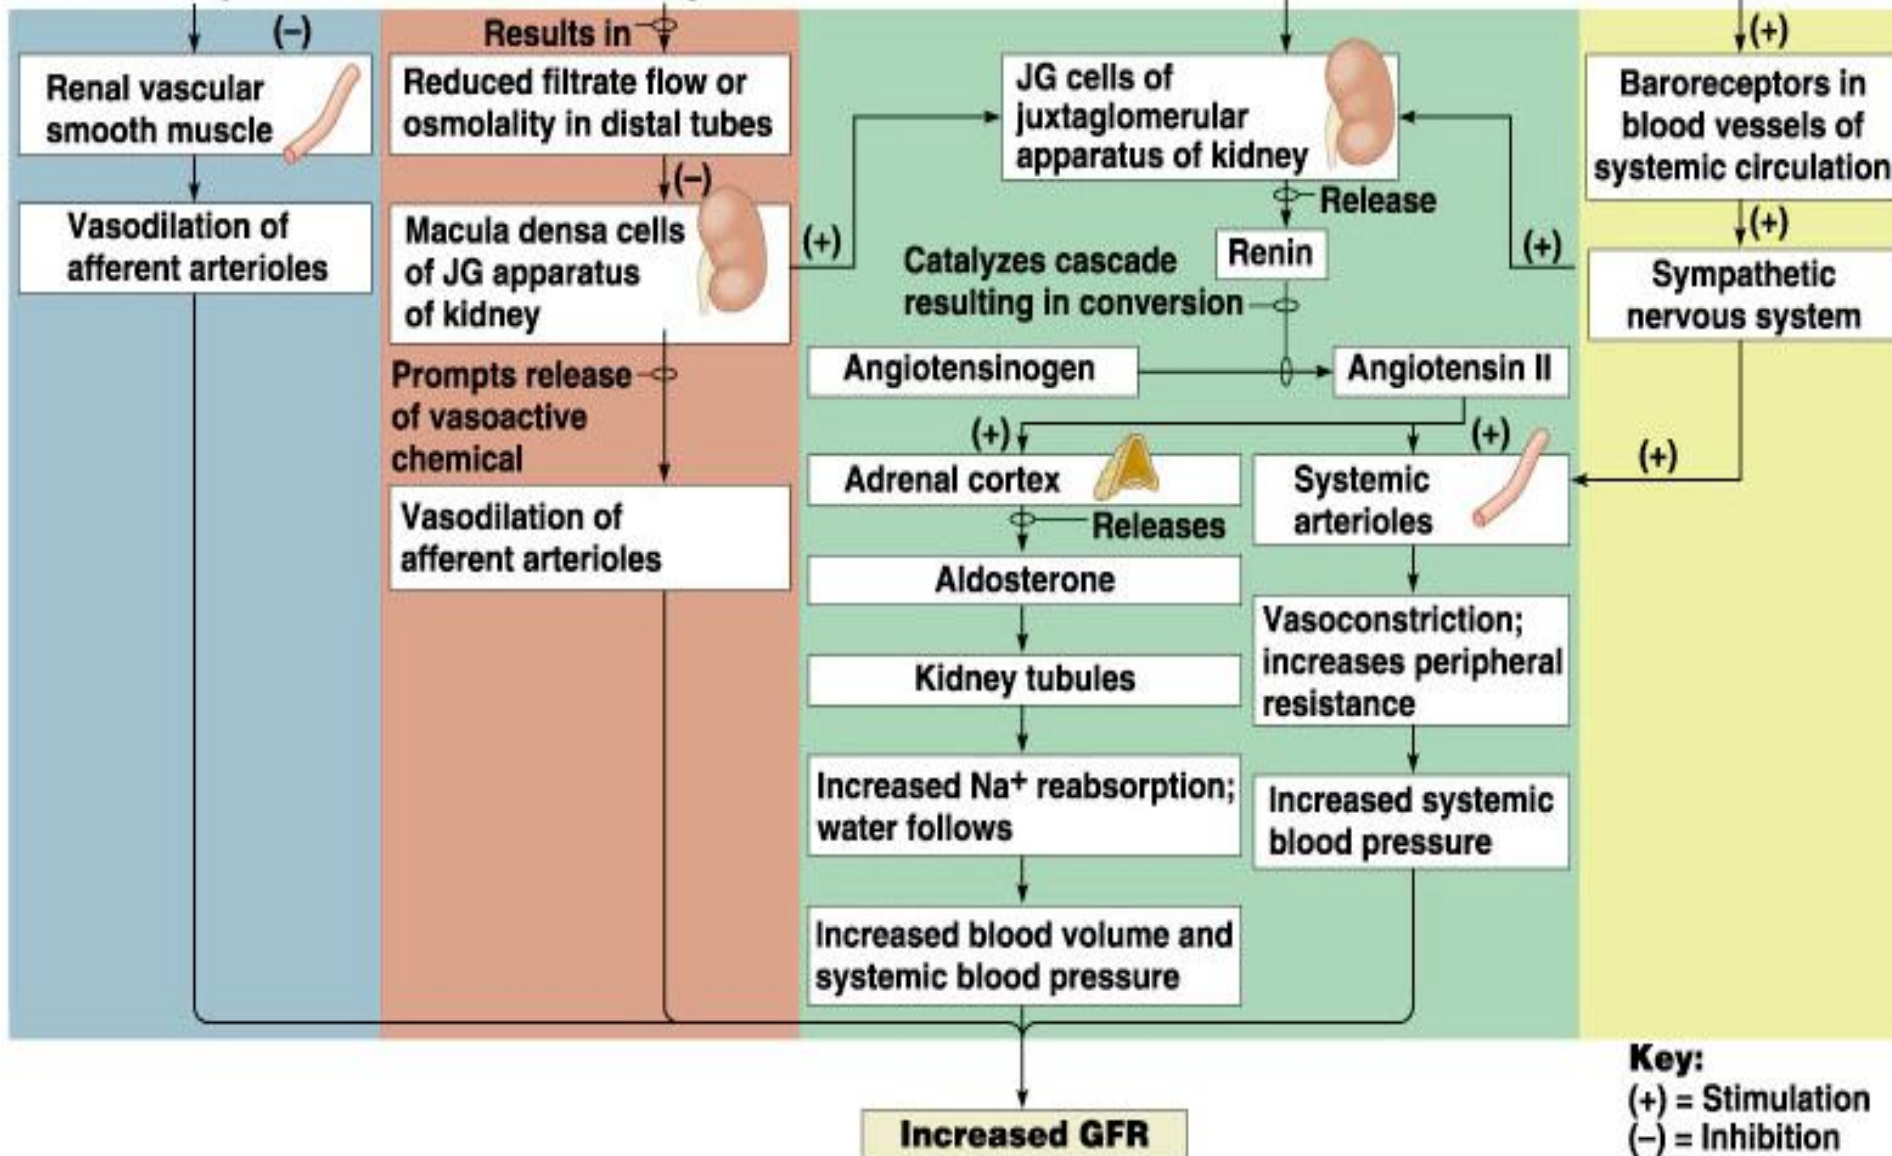 (–)
Renal vascular
smooth muscle
Vasodilation of
afferent arterioles
Results in
Reduced filtrate flow or
osmolality in distal tubes
(–)
Macula densa cells
of JG apparatus
of kidney
(+)
Prompts release
of vasoactive
chemical
Vasodilation of
afferent arterioles
JG cells of
juxtaglomerular
apparatus of kidney
Release
Renin
Catalyzes cascade
resulting in conversion
Angiotensinogen
Angiotensin II
(+)
(+)
Adrenal cortex
Releases
Aldosterone
Kidney tubules
Increased Na+ reabsorption;
water follows
Increased blood volume and
systemic blood pressure
Systemic
arterioles
Vasoconstriction;
increases peripheral
resistance
Increased systemic
blood pressure
(+)
Baroreceptors in
blood vessels of
systemic circulation
(+)
(+)
Sympathetic
nervous system
(+)
Increased GFR
Key:
(+) = Stimulation
(–) = Inhibition